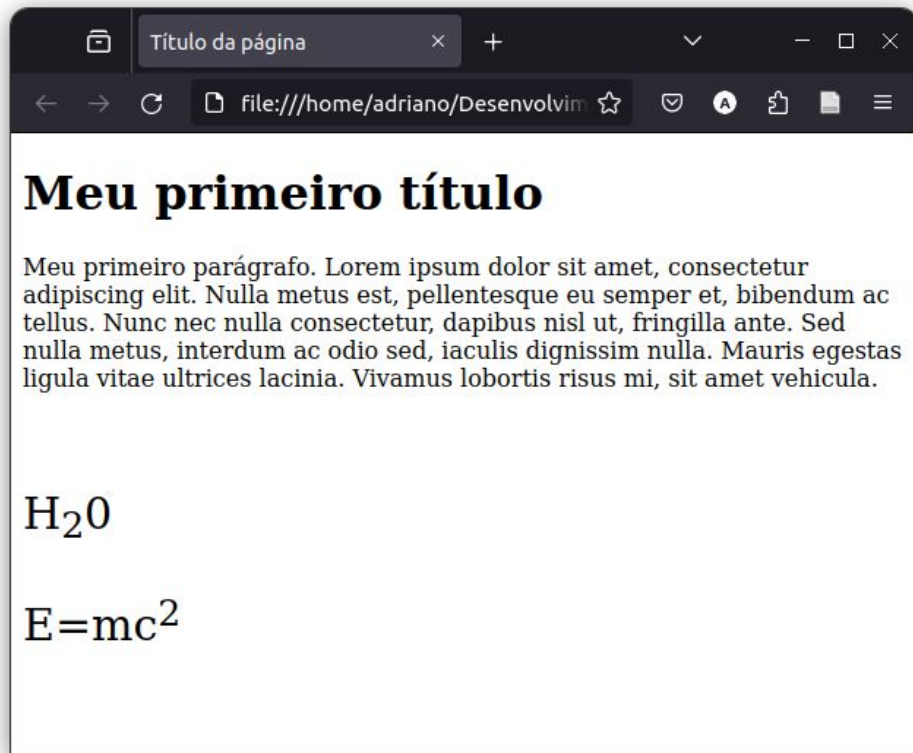 Título da página
file:///home/adriano/Desenvolvim
A
Meu primeiro título
Meu primeiro parágrafo. Lorem ipsum dolor sit amet, consectetur
adipiscing elit. Nulla metus est, pellentesque eu semper et, bibendum ac
tellus. Nunc nec nulla consectetur, dapibus nisl ut, fringilla ante. Sed
nulla metus, interdum ac odio sed, iaculis dignissim nulla. Mauris egestas
ligula vitae ultrices lacinia. Vivamus lobortis risus mi, sit amet vehicula.
H₂0
E=mc²